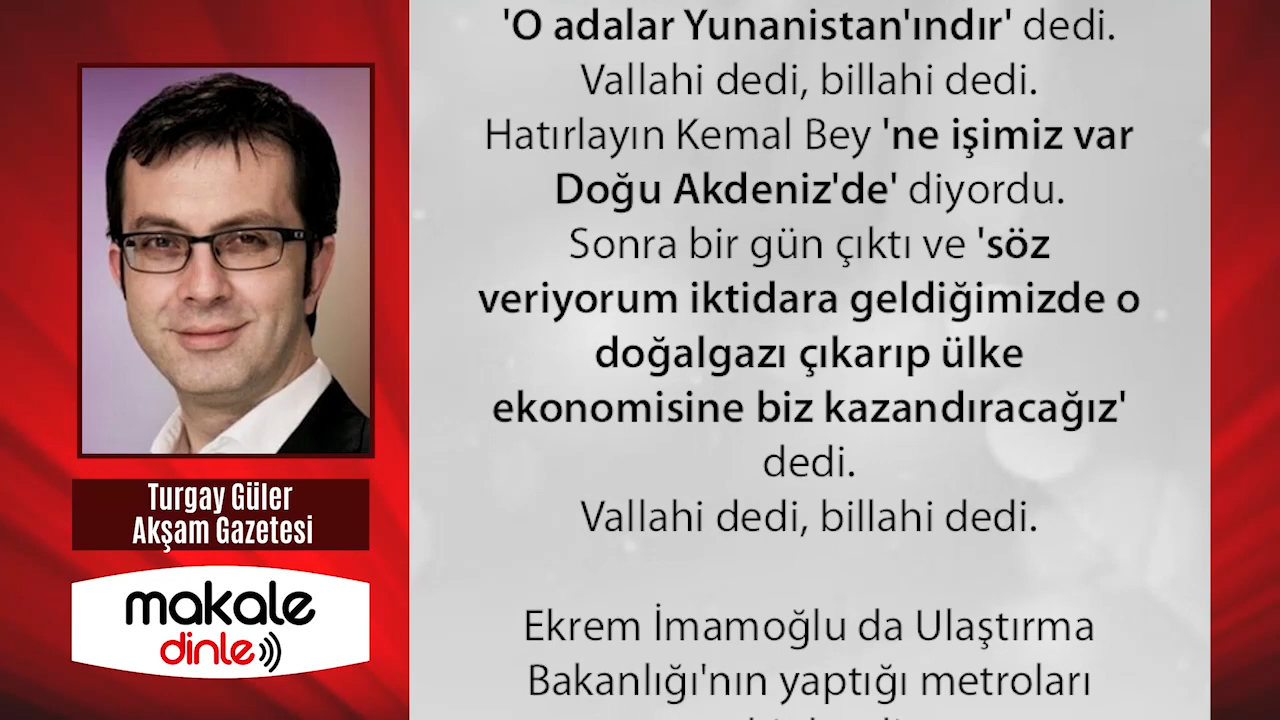 'O adalar Yunanistan'ındır' dedi.
Vallahi dedi, billahi dedi.
Hatırlayın Kemal Bey 'ne işimiz var
Doğu Akdeniz'de' diyordu.
Sonra bir gün çıktı ve 'söz
veriyorum iktidara geldiğimizde o
doğalgazı çıkarıp ülke
ekonomisine biz kazandıracağız'
dedi.
Vallahi dedi, billahi dedi.
Ekrem İmamoğlu da Ulaştırma
Bakanlığı'nın yaptığı metroları
Turgay Güler
Akşam Gazetesi
makale
dinle